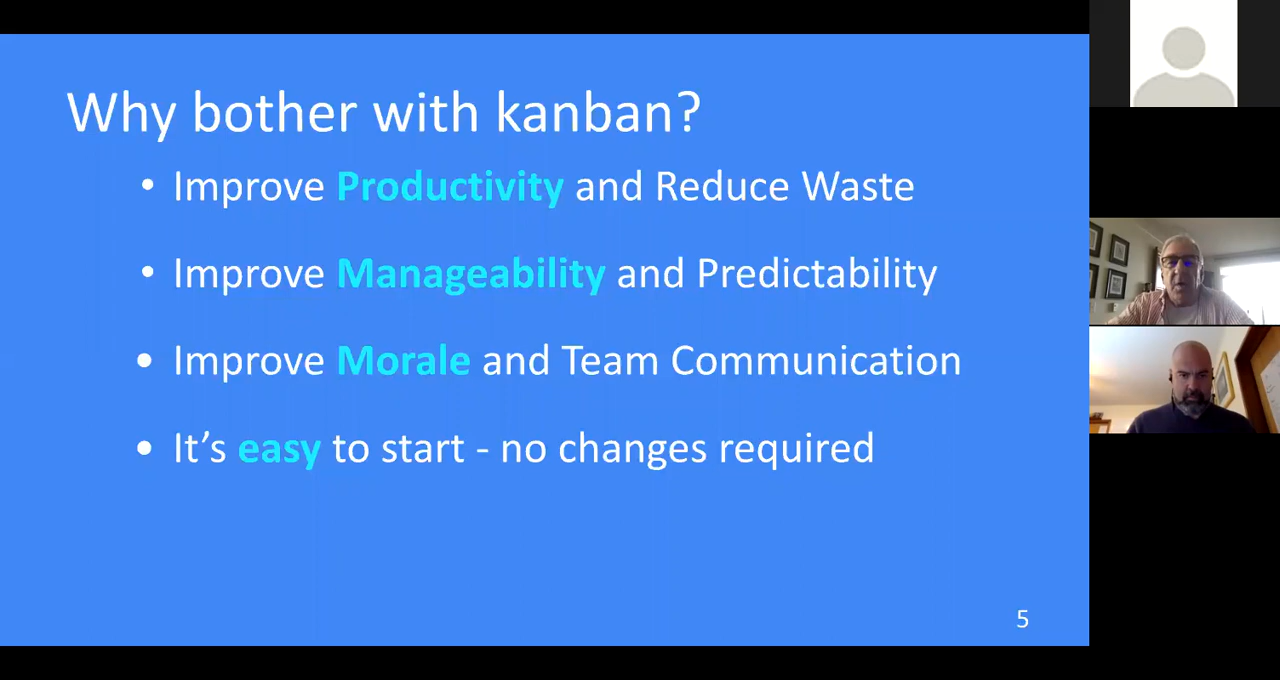 Why bother with kanban?
• Improve Productivity and Reduce Waste
• Improve Manageability and Predictability
• Improve Morale and Team Communication
• It’s easy to start - no changes required
5